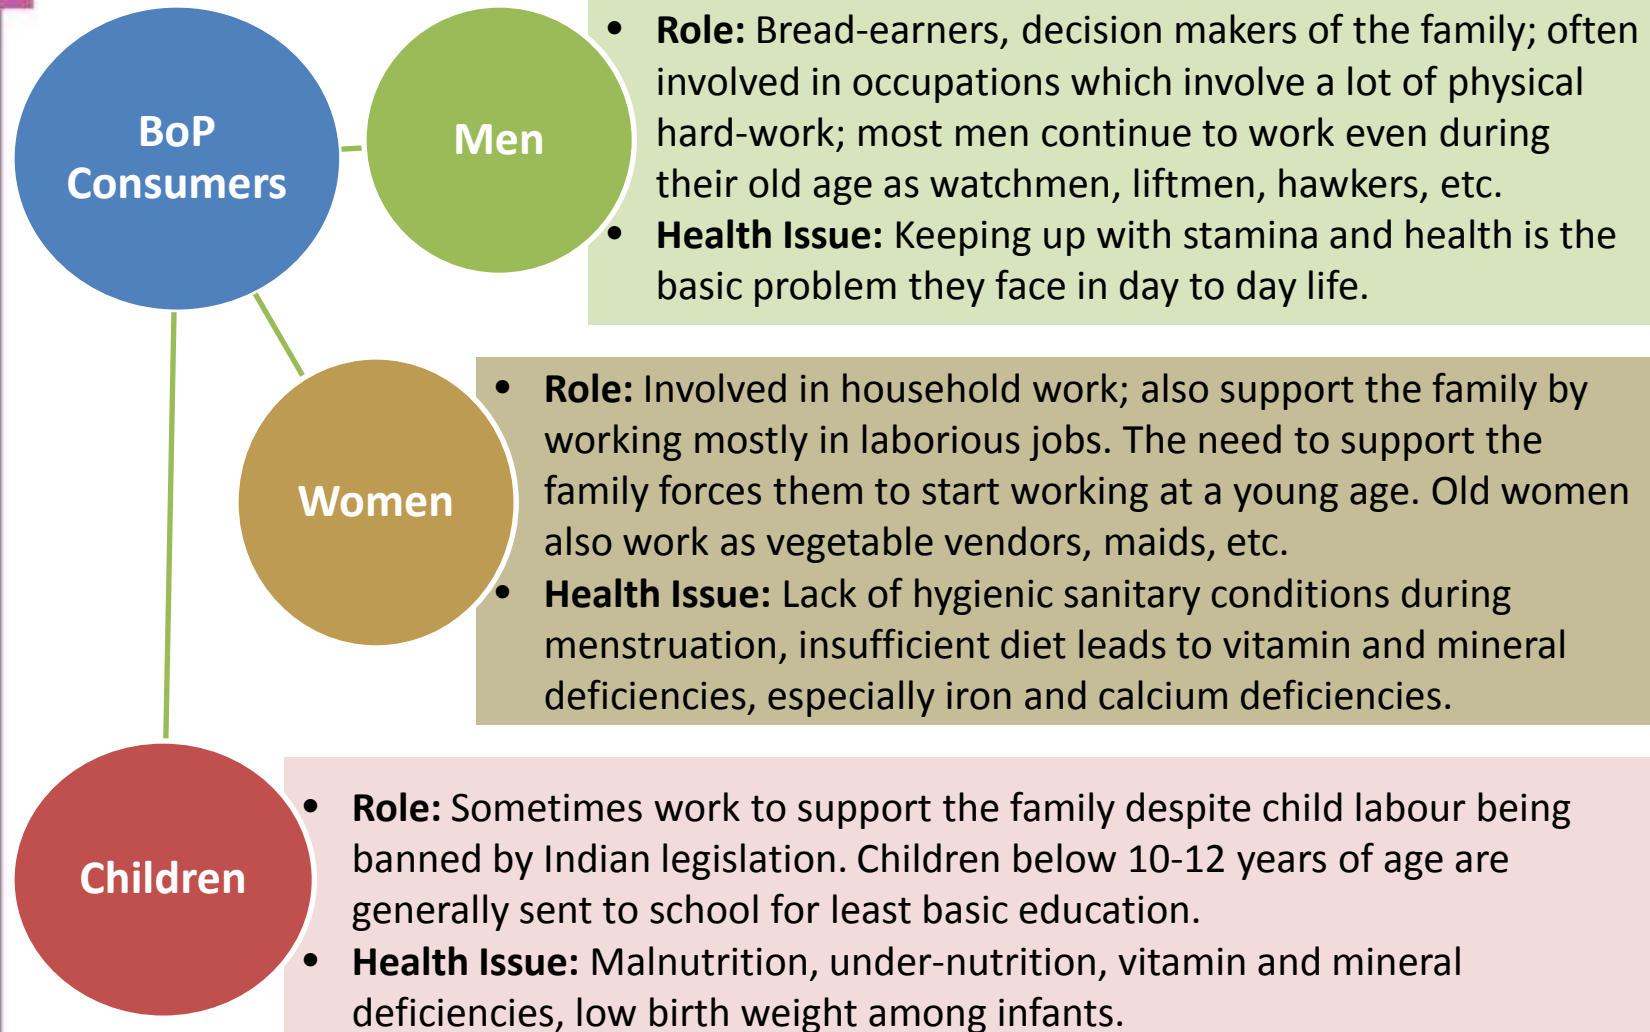 BoP
Consumers
Men
• Role: Bread-earners, decision makers of the family; often
involved in occupations which involve a lot of physical
hard-work; most men continue to work even during
their old age as watchmen, liftmen, hawkers, etc.
• Health Issue: Keeping up with stamina and health is the
basic problem they face in day to day life.
Women
• Role: Involved in household work; also support the family by
working mostly in laborious jobs. The need to support the
family forces them to start working at a young age. Old women
also work as vegetable vendors, maids, etc.
• Health Issue: Lack of hygienic sanitary conditions during
menstruation, insufficient diet leads to vitamin and mineral
deficiencies, especially iron and calcium deficiencies.
Children
• Role: Sometimes work to support the family despite child labour being
banned by Indian legislation. Children below 10-12 years of age are
generally sent to school for least basic education.
• Health Issue: Malnutrition, under-nutrition, vitamin and mineral
deficiencies, low birth weight among infants.